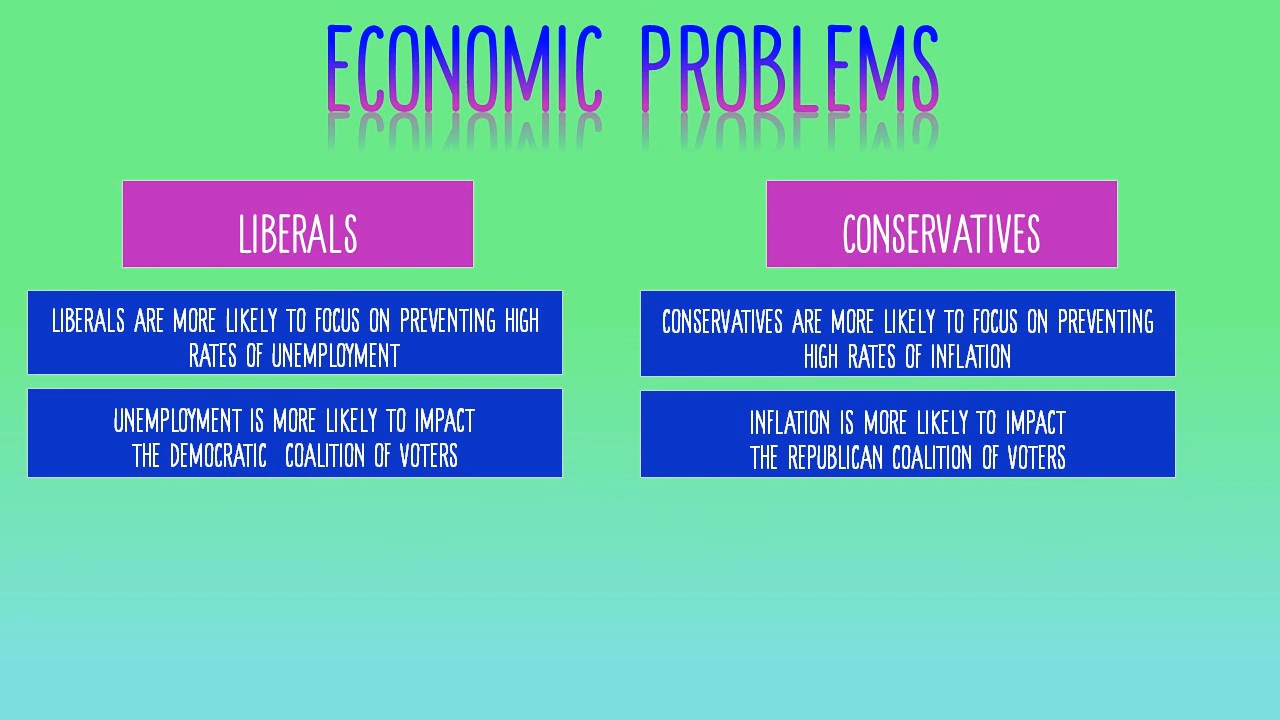 ECONOMIC PROBLEMS
LIBERALS
LIBERALS ARE MORE LIKELY TO FOCUS ON PREVENTING HIGH
RATES OF UNEMPLOYMENT
UNEMPLOYMENT IS MORE LIKELY TO IMPACT
THE DEMOCRATIC COALITION OF VOTERS
CONSERVATIVES
CONSERVATIVES ARE MORE LIKELY TO FOCUS ON PREVENTING
HIGH RATES OF INFLATION
INFLATION IS MORE LIKELY TO IMPACT
THE REPUBLICAN COALITION OF VOTERS